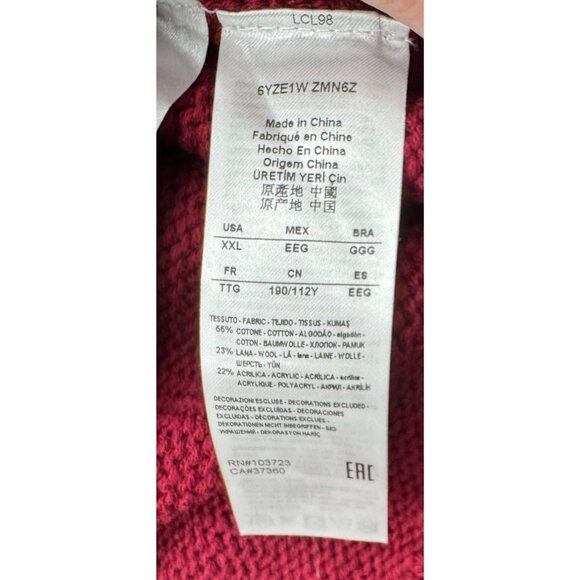 LCL98
6YZE1W ZMN6Z
Made in China
Fabriqué en Chine
Hecho En China
Origem China
ÜRETİM YERİ Çin
原產地 中國
原产地 中国
USA MEX BRA
XXL EEG GGG
FR CN ES
TTG 190/112Y EEG
TESSUTO - FABRIC - TEJIDO - TISSUS - KUMAŞ
55% COTONE - COTTON - ALGODÃO - algodón -
COTON - BAUMWOLLE - ХЛОПОК - PAMUK
23% LANA - WOOL - LÃ - lana - LAINE - WOLLE -
ШЕРСТЬ - YÜN
22% ACRILICA - ACRYLIC - ACRILICA - acrílica -
ACRYLIQUE - POLYACRYL - АКРИЛ - AKRİLİK
DECORAZIONI ESCLUSE - DECORATIONS EXCLUDED -
DECORAÇÕES EXCLUÍDAS - DECORACIONES
EXCLUIDAS - DÉCORATIONS EXCLUES -
DEKORATIONEN NICHT INBEGRIFFEN - БЕЗ
УКРАШЕНИЙ - DEKORASYON HARİÇ
RN#103723
CA#37360
EAC